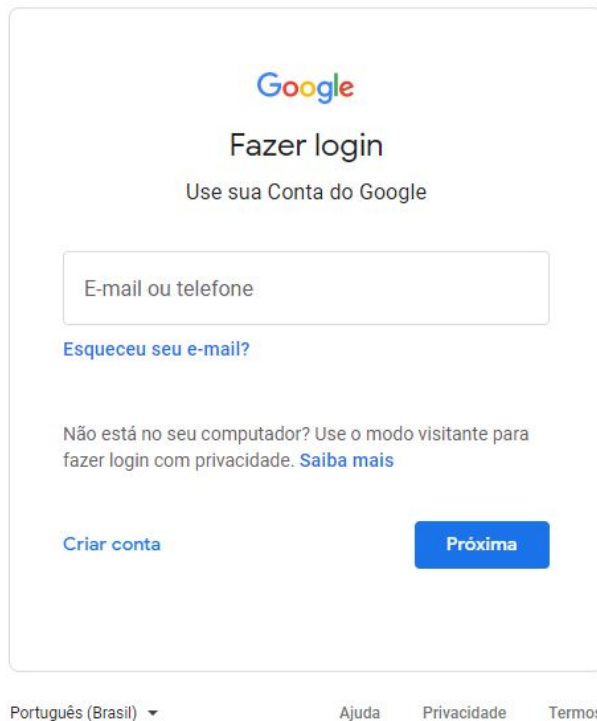 Google
Fazer login
Use sua Conta do Google
E-mail ou telefone
Esqueceu seu e-mail?
Não está no seu computador? Use o modo visitante para
fazer login com privacidade. Saiba mais
Criar conta Próxima
Português (Brasil) Ajuda Privacidade Termos